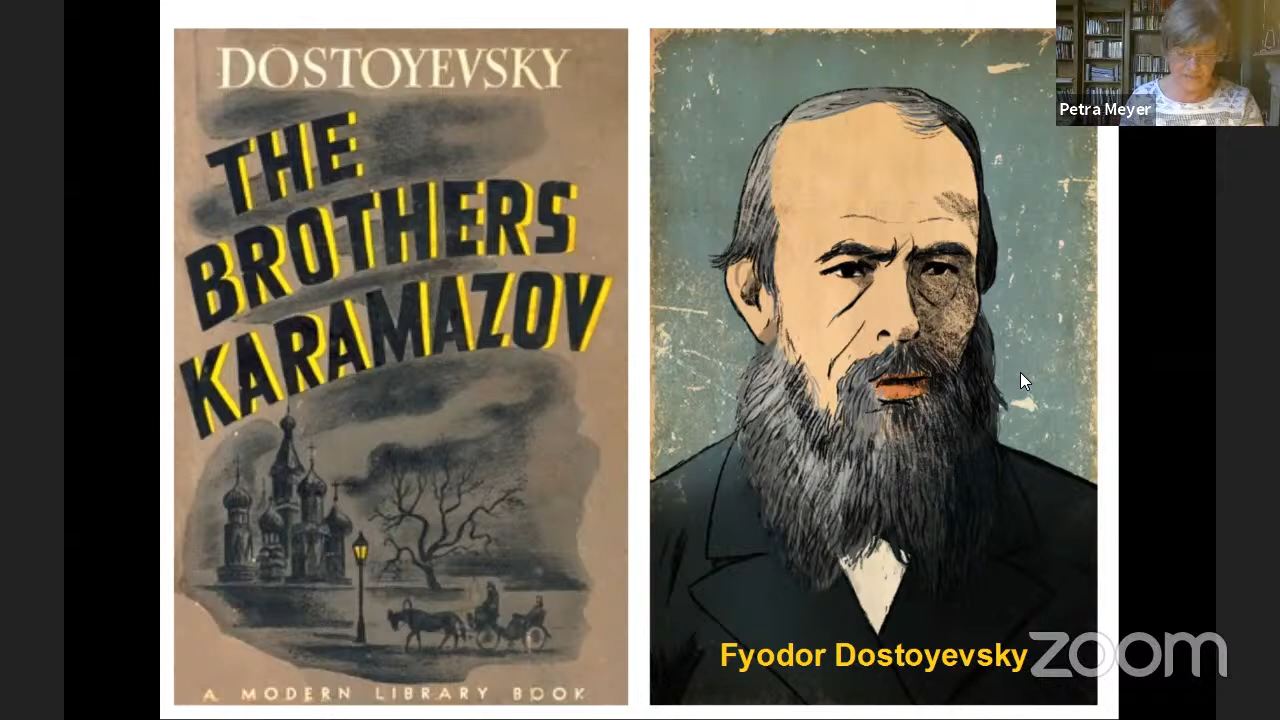 DOSTOYEVSKY
THE
BROTHERS
KARAMAZOV
A MODERN LIBRARY BOOK
Fyodor Dostoyevsky
Petra Meyer
zoom